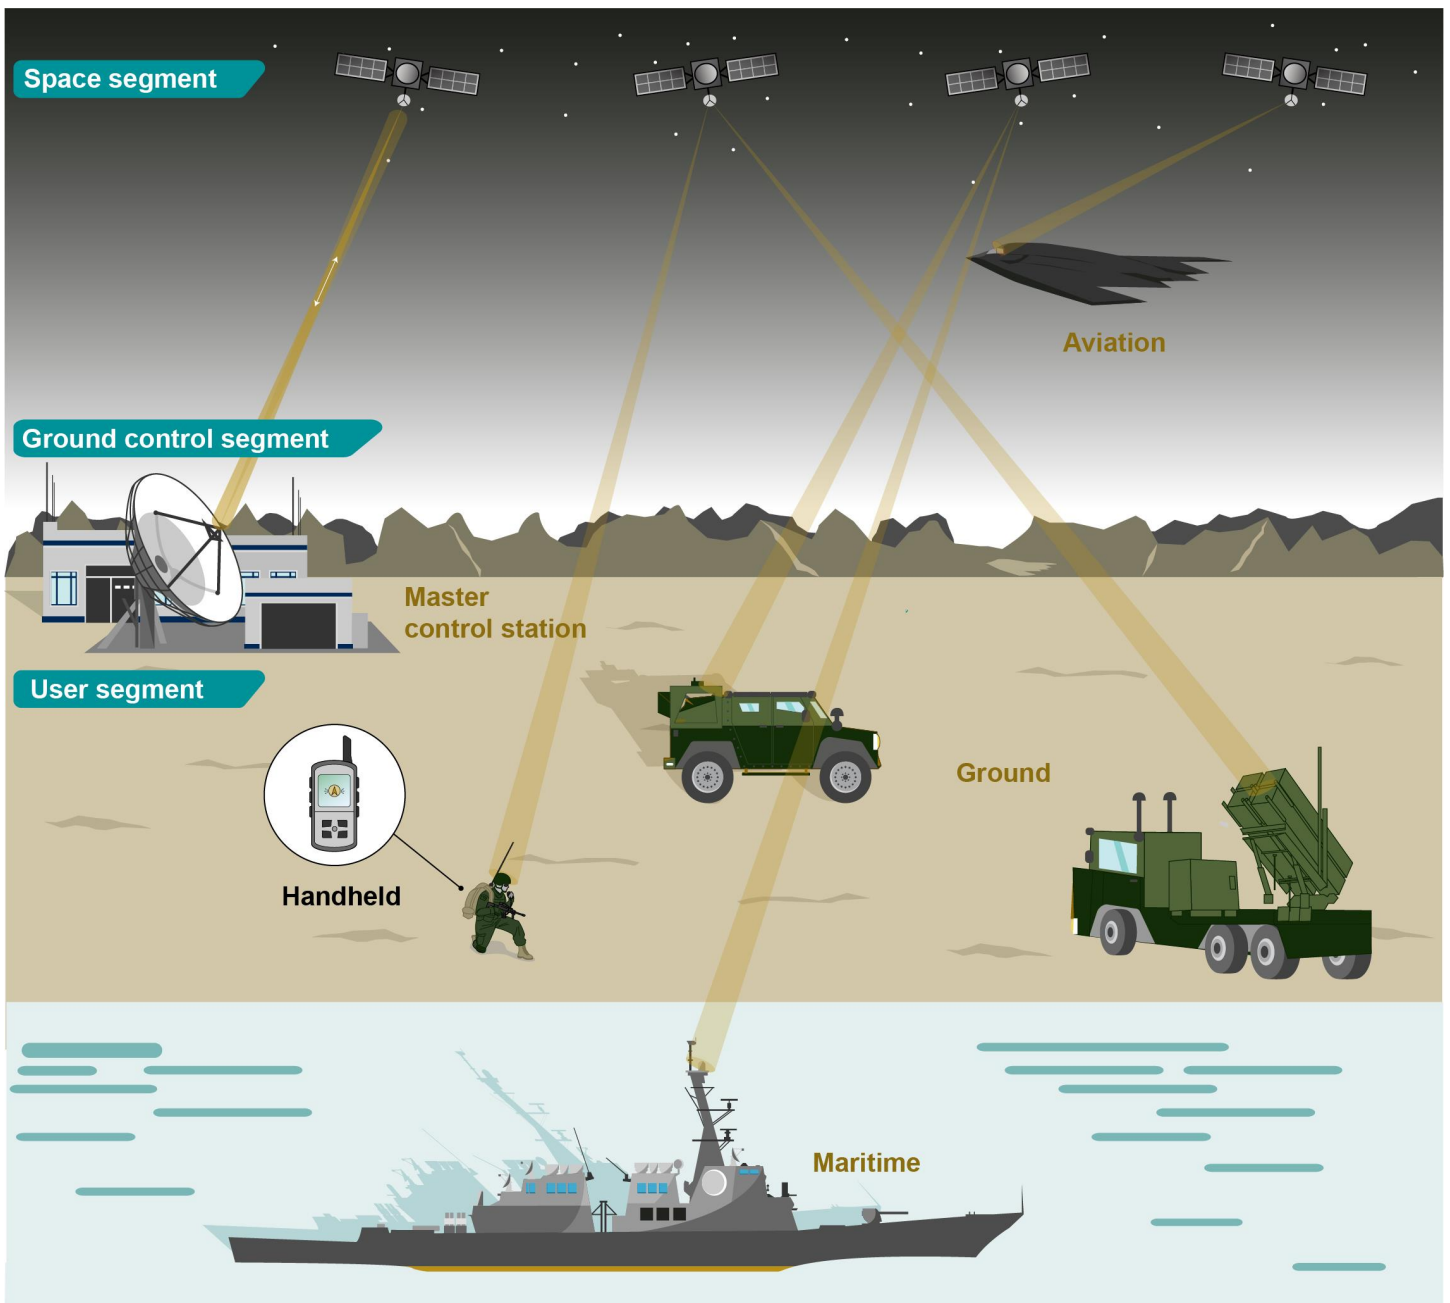 Space segment
Aviation
Ground control segment
Master
control station
User segment
Ground
A
Handheld
Maritime